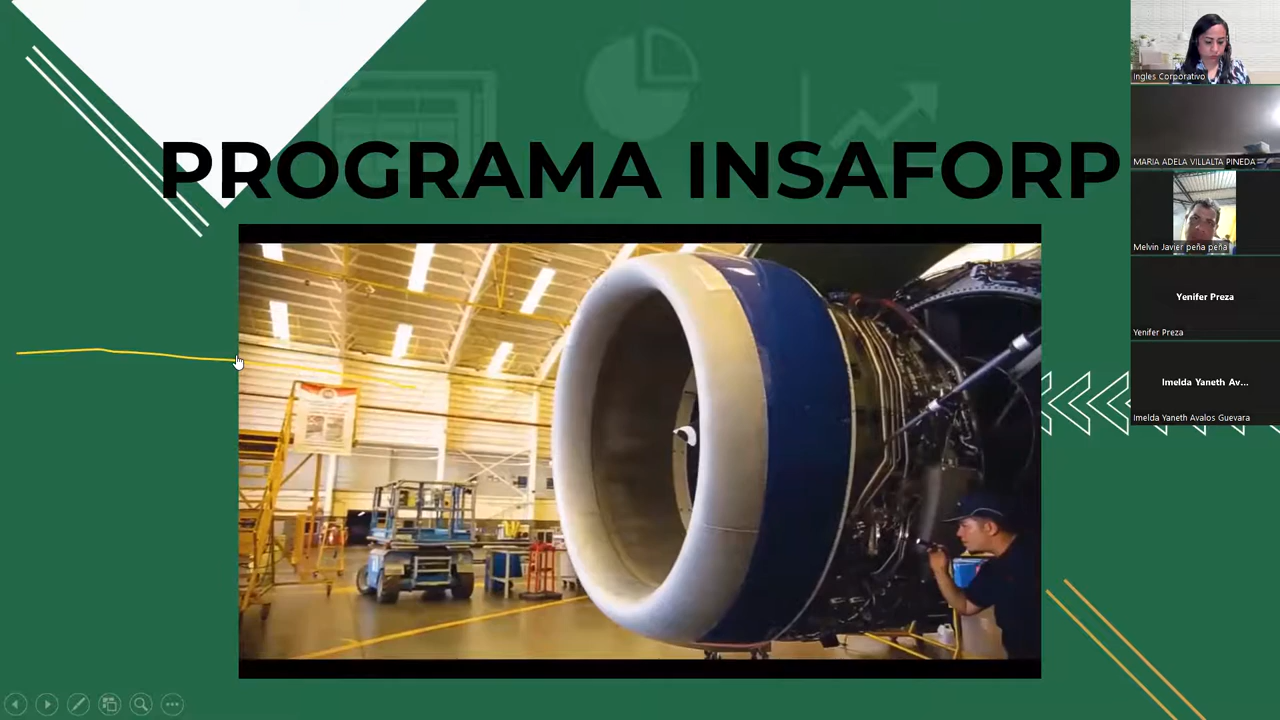 PROGRAMA INSAFORP
Ingles Corporativo
MARIA ADELA VILLALTA PINEDA
Melvin Javier peña peña
Yenifer Preza
Yenifer Preza
Imelda Yaneth Av...
Imelda Yaneth Avalos Guevara